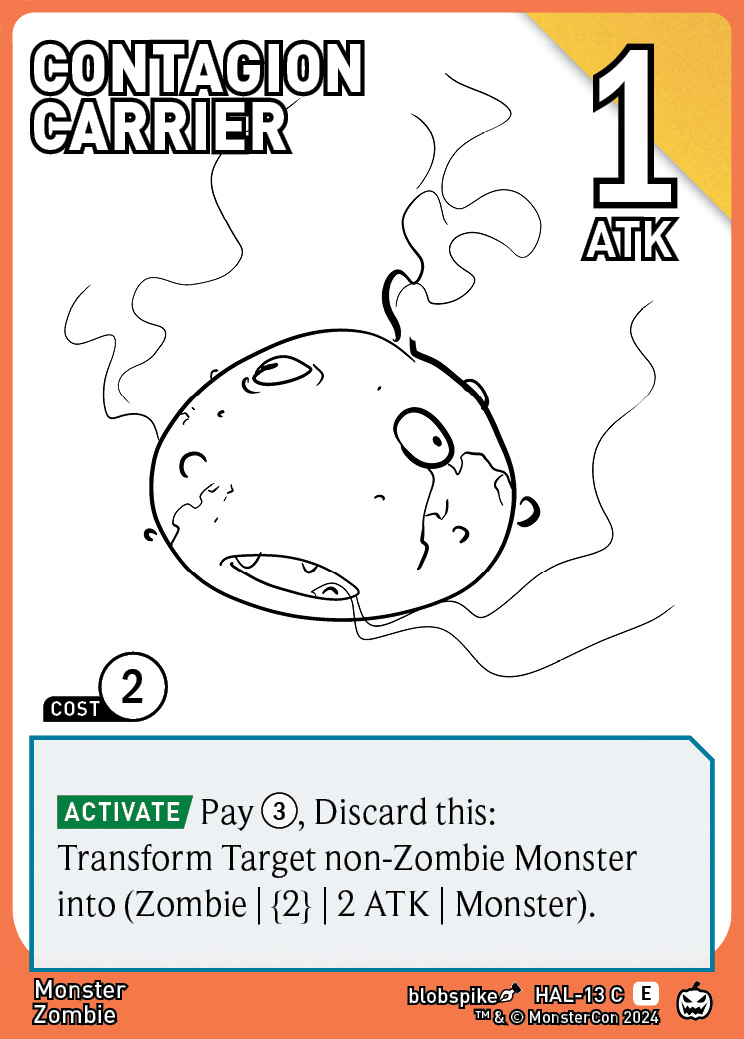 CONTAGION
CARRIER
1
ATK
COST 2
ACTIVATE Pay 3, Discard this:
Transform Target non-Zombie Monster
into (Zombie | {2} | 2 ATK | Monster).
Monster
Zombie
blobspike HAL-13 C E
™ & © MonsterCon 2024